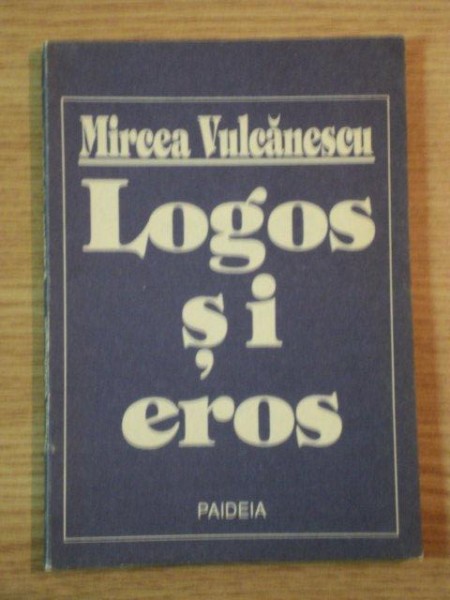 Mircea Vulcănescu
Logos
și
eros
PAIDEIA